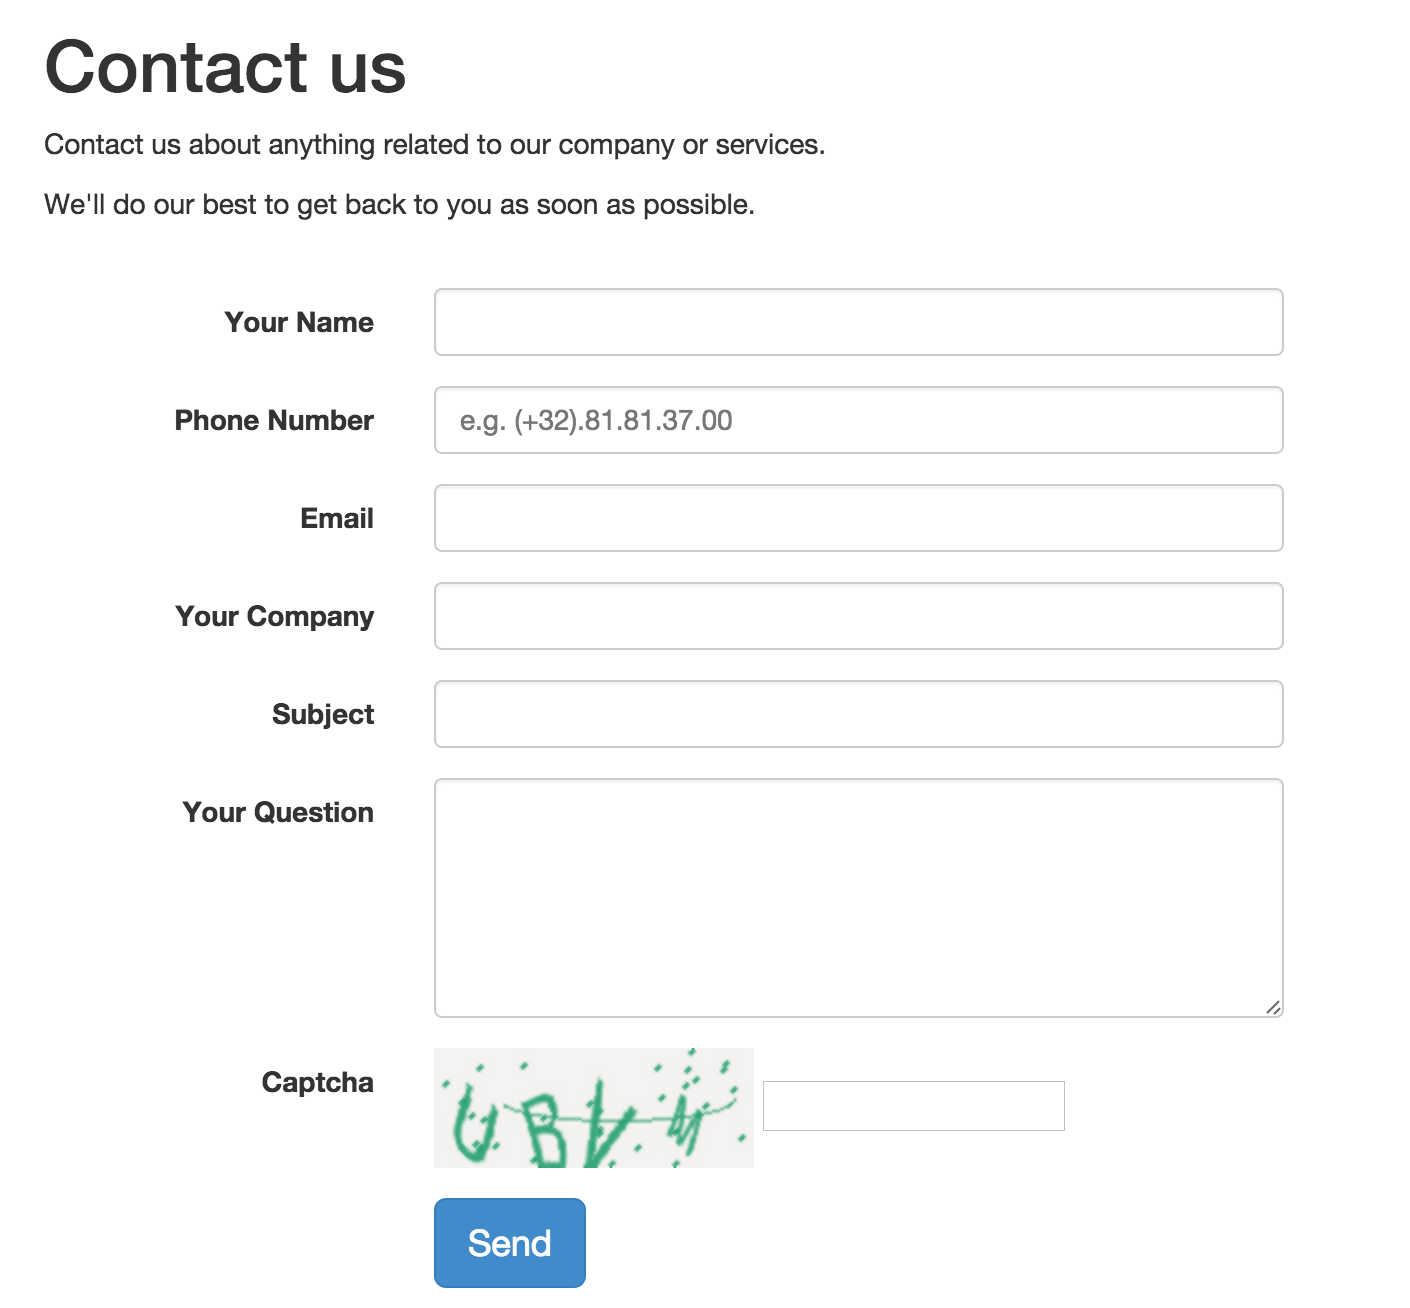 Contact us
Contact us about anything related to our company or services.
We'll do our best to get back to you as soon as possible.
Your Name
Phone Number
e.g. (+32).81.81.37.00
Email
Your Company
Subject
Your Question
Captcha
Send